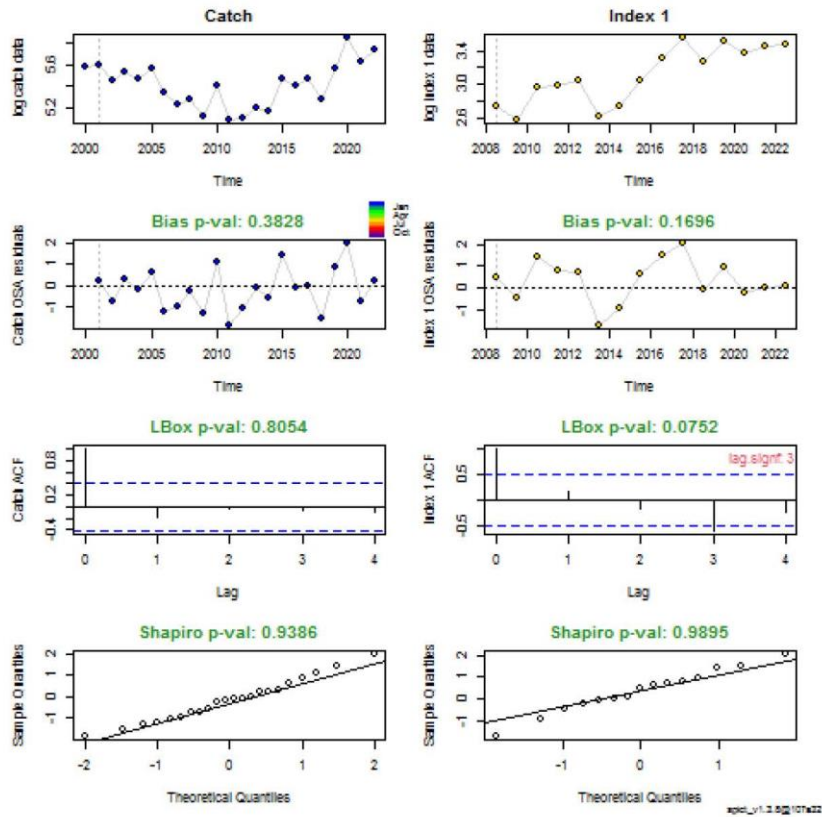 Catch
log catch data
5.2
5.6
2000 2005 2010 2015 2020
Time
Index 1
log index 1 data
2.6
3.0
3.4
2008 2010 2012 2014 2016 2018 2020 2022
Time
Bias p-val: 0.3828
Catch OSA residuals
-1
0
1
2
2000 2005 2010 2015 2020
Time
Bias p-val: 0.1696
Index 1 OSA residuals
-1
0
1
2
2008 2010 2012 2014 2016 2018 2020 2022
Time
LBox p-val: 0.8054
Catch ACF
-0.4
0.2
0.8
0 1 2 3 4
Lag
LBox p-val: 0.0752
lag.signf: 3
Index 1 ACF
-0.5
0.5
0 1 2 3 4
Lag
Shapiro p-val: 0.9386
Sample Quantiles
-1
0
1
2
-2 -1 0 1 2
Theoretical Quantiles
Shapiro p-val: 0.9895
Sample Quantiles
-1
0
1
2
-1 0 1
Theoretical Quantiles